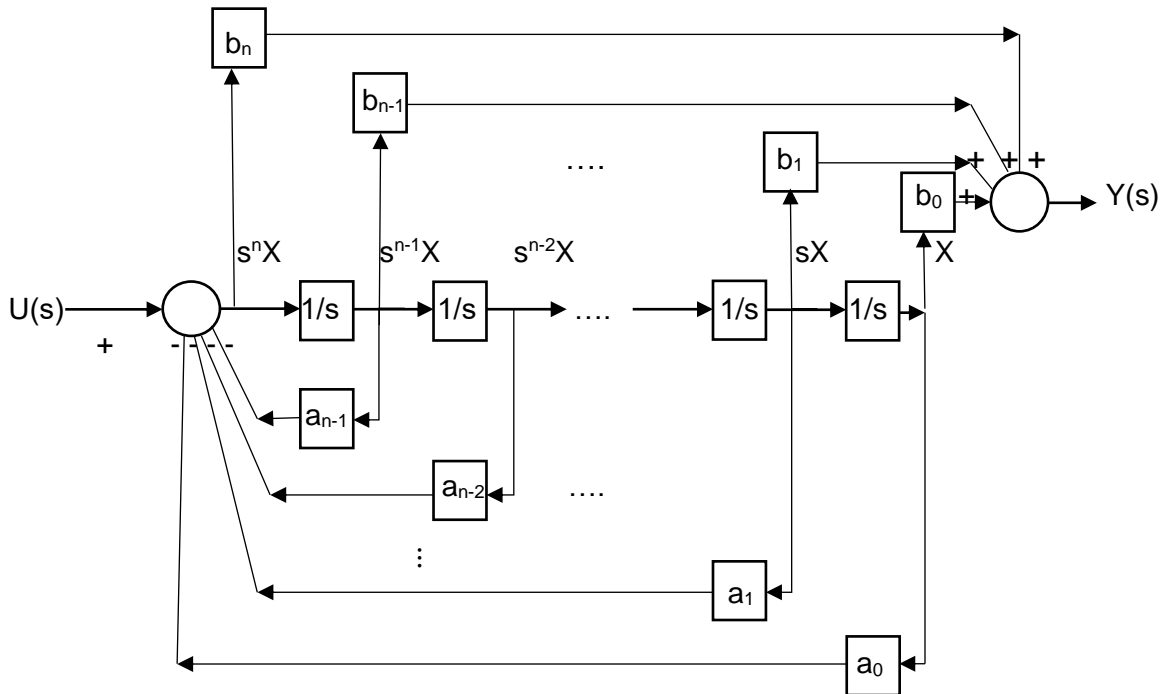 bₙ
bₙ₋₁
....
b₁
+ + +
b₀
+
Y(s)
sⁿX
sⁿ⁻¹X
sⁿ⁻²X
sX
X
U(s)
1/s
1/s
....
1/s
1/s
+
- - - -
aₙ₋₁
aₙ₋₂
....
⋮
a₁
a₀